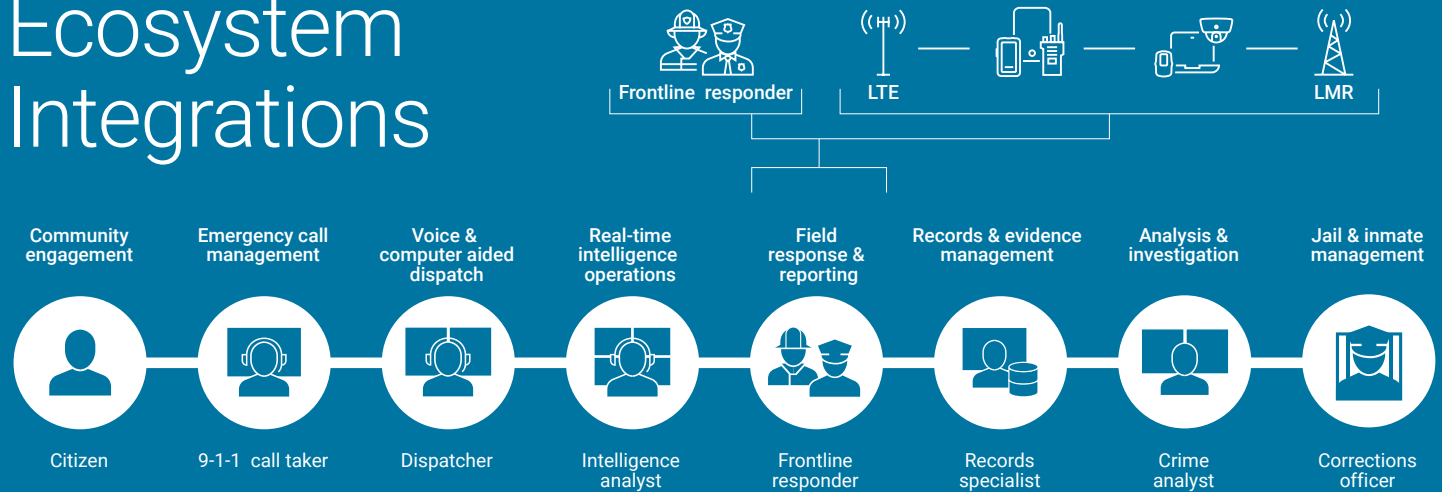 Ecosystem
Integrations
Frontline responder
LTE
LMR
Community
engagement
Emergency call
management
Voice &
computer aided
dispatch
Real-time
intelligence
operations
Field
response &
reporting
Records & evidence
management
Analysis &
investigation
Jail & inmate
management
Citizen
9-1-1 call taker
Dispatcher
Intelligence
analyst
Frontline
responder
Records
specialist
Crime
analyst
Corrections
officer